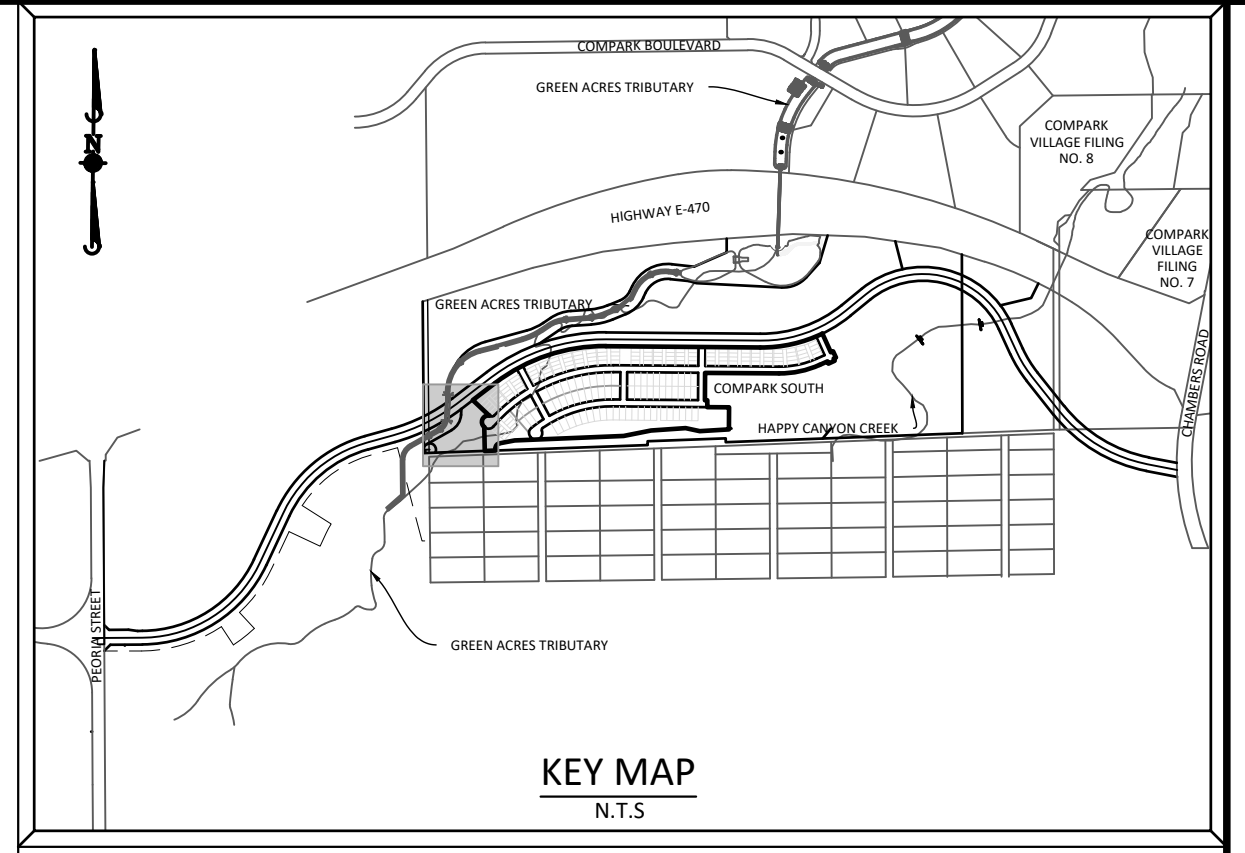 COMPARK BOULEVARD
GREEN ACRES TRIBUTARY
N
COMPARK
VILLAGE FILING
NO. 8
HIGHWAY E-470
COMPARK
VILLAGE
FILING
NO. 7
GREEN ACRES TRIBUTARY
CHAMBERS ROAD
COMPARK SOUTH
HAPPY CANYON CREEK
PEORIA STREET
GREEN ACRES TRIBUTARY
KEY MAP
N.T.S